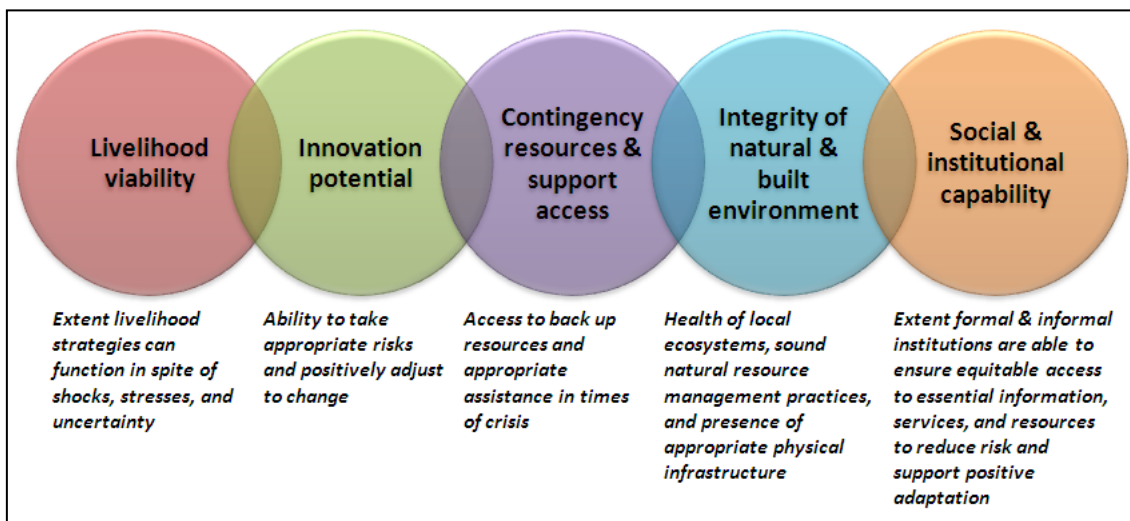 Livelihood
viability
Innovation
potential
Contingency
resources &
support
access
Integrity of
natural &
built
environment
Social &
institutional
capability
Extent livelihood
strategies can
function in spite of
shocks, stresses, and
uncertainty
Ability to take
appropriate risks
and positively adjust
to change
Access to back up
resources and
appropriate
assistance in times
of crisis
Health of local
ecosystems, sound
natural resource
management practices,
and presence of
appropriate physical
infrastructure
Extent formal & informal
institutions are able to
ensure equitable access
to essential information,
services, and resources
to reduce risk and
support positive
adaptation